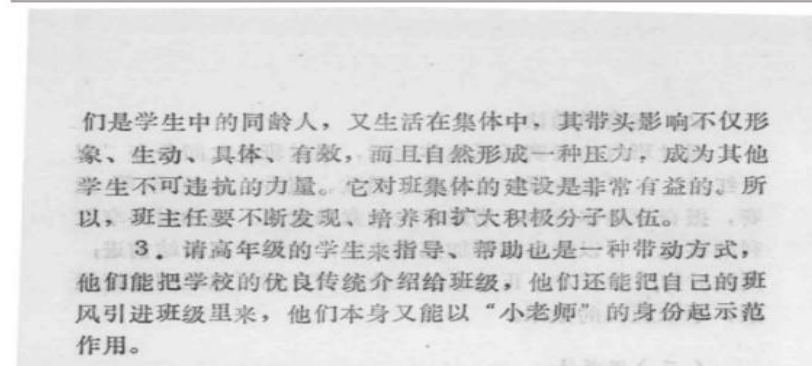 们是学生中的同龄人，又生活在集体中，其带头影响不仅形
象、生动、具体、有效，而且自然形成一种压力，成为其他
学生不可违抗的力量。它对班集体的建设是非常有益的。所
以，班主任要不断发现、培养和扩大积极分子队伍。
3．请高年级的学生来指导、帮助也是一种带动方式，
他们能把学校的优良传统介绍给班级，他们还能把自己的班
风引进班级里来，他们本身又能以“小老师”的身份起示范
作用。